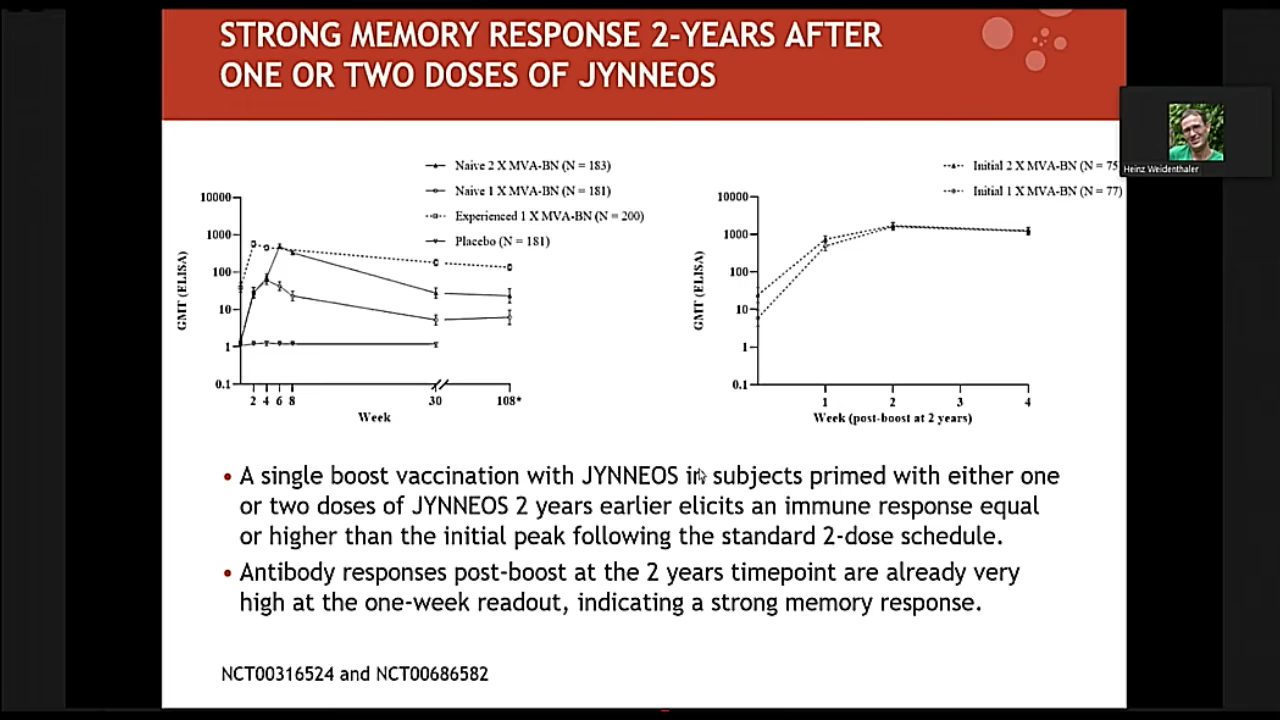 STRONG MEMORY RESPONSE 2-YEARS AFTER
ONE OR TWO DOSES OF JYNNEOS
Heinz Weidenthaler
Naive 2 X MVA-BN (N = 183)
Naive 1 X MVA-BN (N = 181)
Experienced 1 X MVA-BN (N = 200)
Placebo (N = 181)
10000
1000
100
10
1
0.1
GMT (ELISA)
2 4 6 8 30 108*
Week
Initial 2 X MVA-BN (N = 75
Initial 1 X MVA-BN (N = 77)
10000
1000
100
10
1
0.1
GMT (ELISA)
1 2 3 4
Week (post-boost at 2 years)
• A single boost vaccination with JYNNEOS in subjects primed with either one
or two doses of JYNNEOS 2 years earlier elicits an immune response equal
or higher than the initial peak following the standard 2-dose schedule.
• Antibody responses post-boost at the 2 years timepoint are already very
high at the one-week readout, indicating a strong memory response.
NCT00316524 and NCT00686582